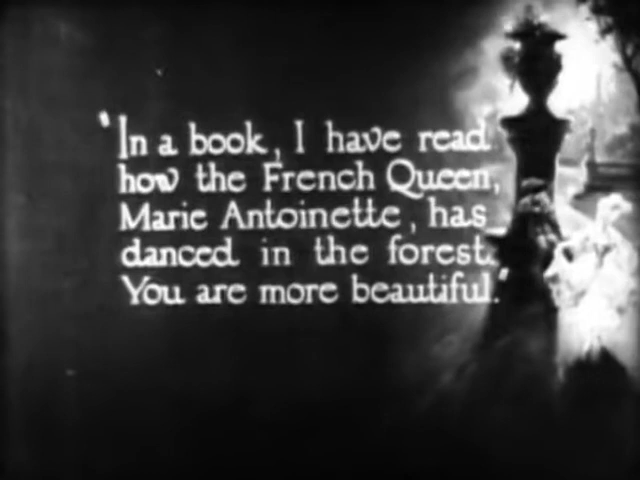 "In a book, I have read
how the French Queen,
Marie Antoinette, has
danced in the forest.
You are more beautiful."